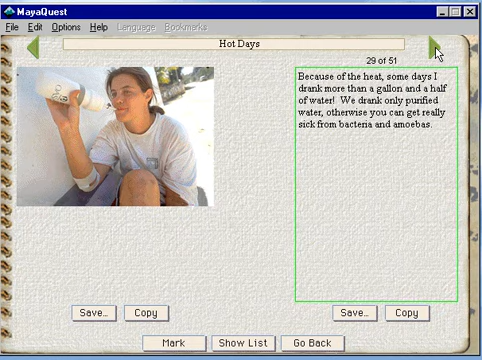 MayaQuest
File Edit Options Help Language Bookmarks
Hot Days
29 of 51
Because of the heat, some days I
drank more than a gallon and a half
of water! We drank only purified
water, otherwise you can get really
sick from bacteria and amoebas.
Save... Copy Save... Copy
Mark Show List Go Back